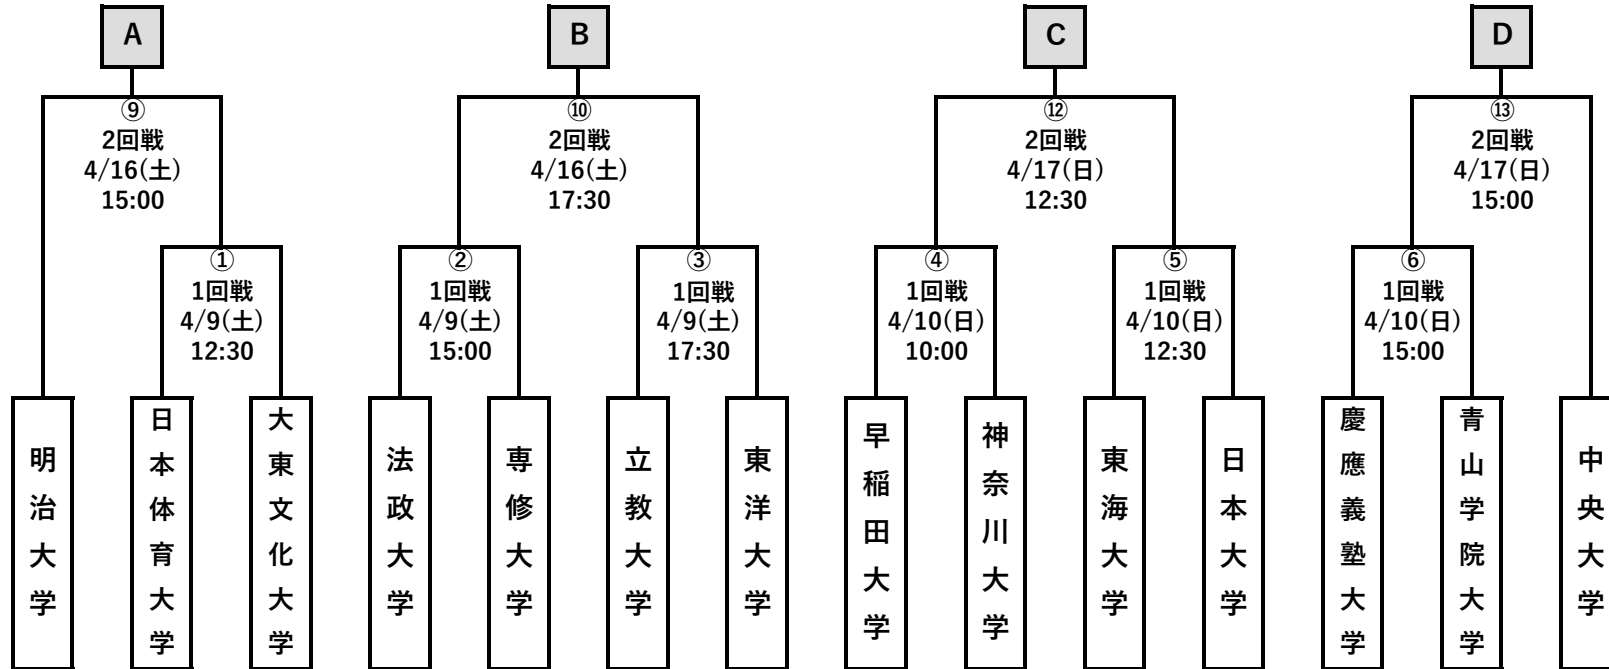 A
B
C
D
⑨
2回戦
4/16(土)
15:00
⑩
2回戦
4/16(土)
17:30
⑫
2回戦
4/17(日)
12:30
⑬
2回戦
4/17(日)
15:00
①
1回戦
4/9(土)
12:30
②
1回戦
4/9(土)
15:00
③
1回戦
4/9(土)
17:30
④
1回戦
4/10(日)
10:00
⑤
1回戦
4/10(日)
12:30
⑥
1回戦
4/10(日)
15:00
明治大学
日本体育大学
大東文化大学
法政大学
専修大学
立教大学
東洋大学
早稲田大学
神奈川大学
東海大学
日本大学
慶應義塾大学
青山学院大学
中央大学